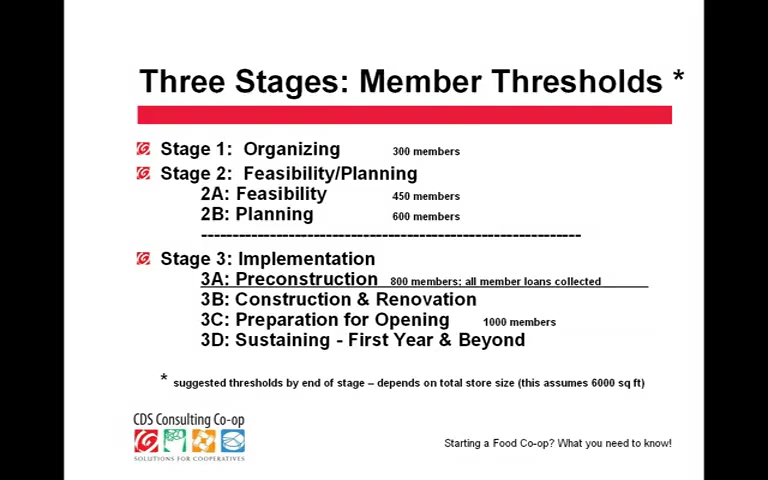 Three Stages: Member Thresholds *
Stage 1: Organizing 300 members
Stage 2: Feasibility/Planning
2A: Feasibility 450 members
2B: Planning 600 members
------------------------------------------------------------
Stage 3: Implementation
3A: Preconstruction 800 members; all member loans collected
3B: Construction & Renovation
3C: Preparation for Opening 1000 members
3D: Sustaining - First Year & Beyond
* suggested thresholds by end of stage – depends on total store size (this assumes 6000 sq ft)
CDS Consulting Co-op
SOLUTIONS FOR COOPERATIVES
Starting a Food Co-op? What you need to know!